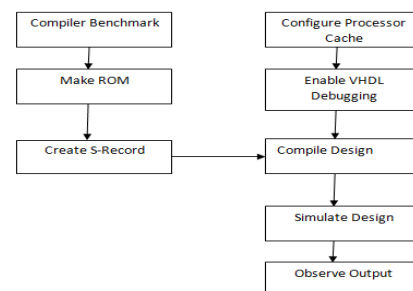 Compiler Benchmark
Make ROM
Create S-Record
Configure Processor
Cache
Enable VHDL
Debugging
Compile Design
Simulate Design
Observe Output